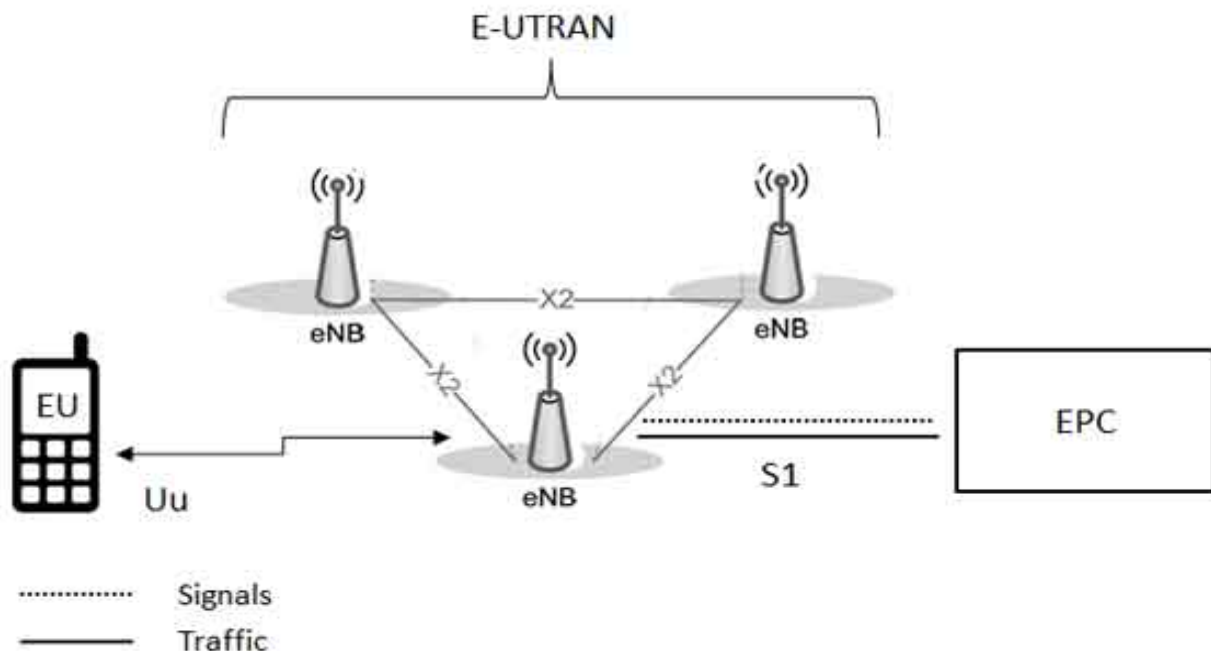 E-UTRAN
eNB
X2
eNB
X2
X2
EU
Uu
eNB
S1
EPC
Signals
Traffic